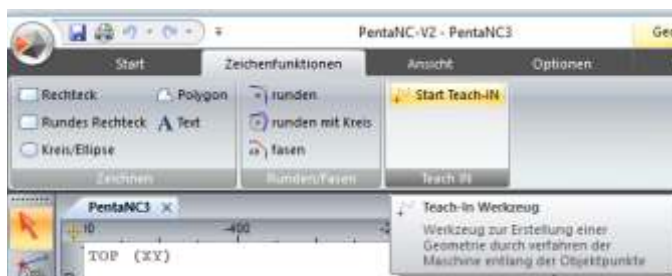 PentaNC-V2 - PentaNC3
Start Zeichenfunktionen Ansicht Optionen
Rechteck Polygon runden Start Teach-IN
Rundes Rechteck A Text runden mit Kreis
Kreis/Ellipse fasen
Zeichnen Runden/Fasen Teach IN
PentaNC3
Teach-In Werkzeug
-400
Werkzeug zur Erstellung einer
TOP (XY)
Geometrie durch verfahren der
Maschine entlang der Objektpunkte